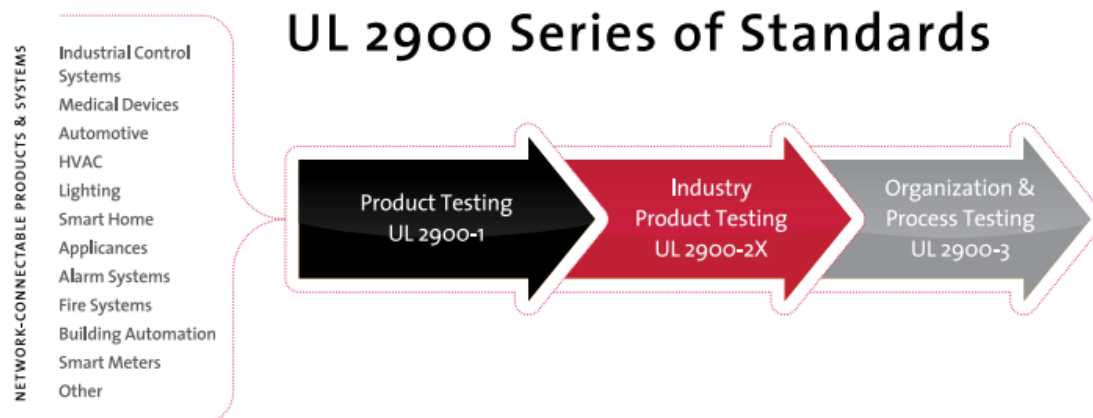 UL 2900 Series of Standards
NETWORK-CONNECTABLE PRODUCTS & SYSTEMS
Industrial Control
Systems
Medical Devices
Automotive
HVAC
Lighting
Smart Home
Applicances
Alarm Systems
Fire Systems
Building Automation
Smart Meters
Other
Product Testing
UL 2900-1
Industry
Product Testing
UL 2900-2X
Organization &
Process Testing
UL 2900-3